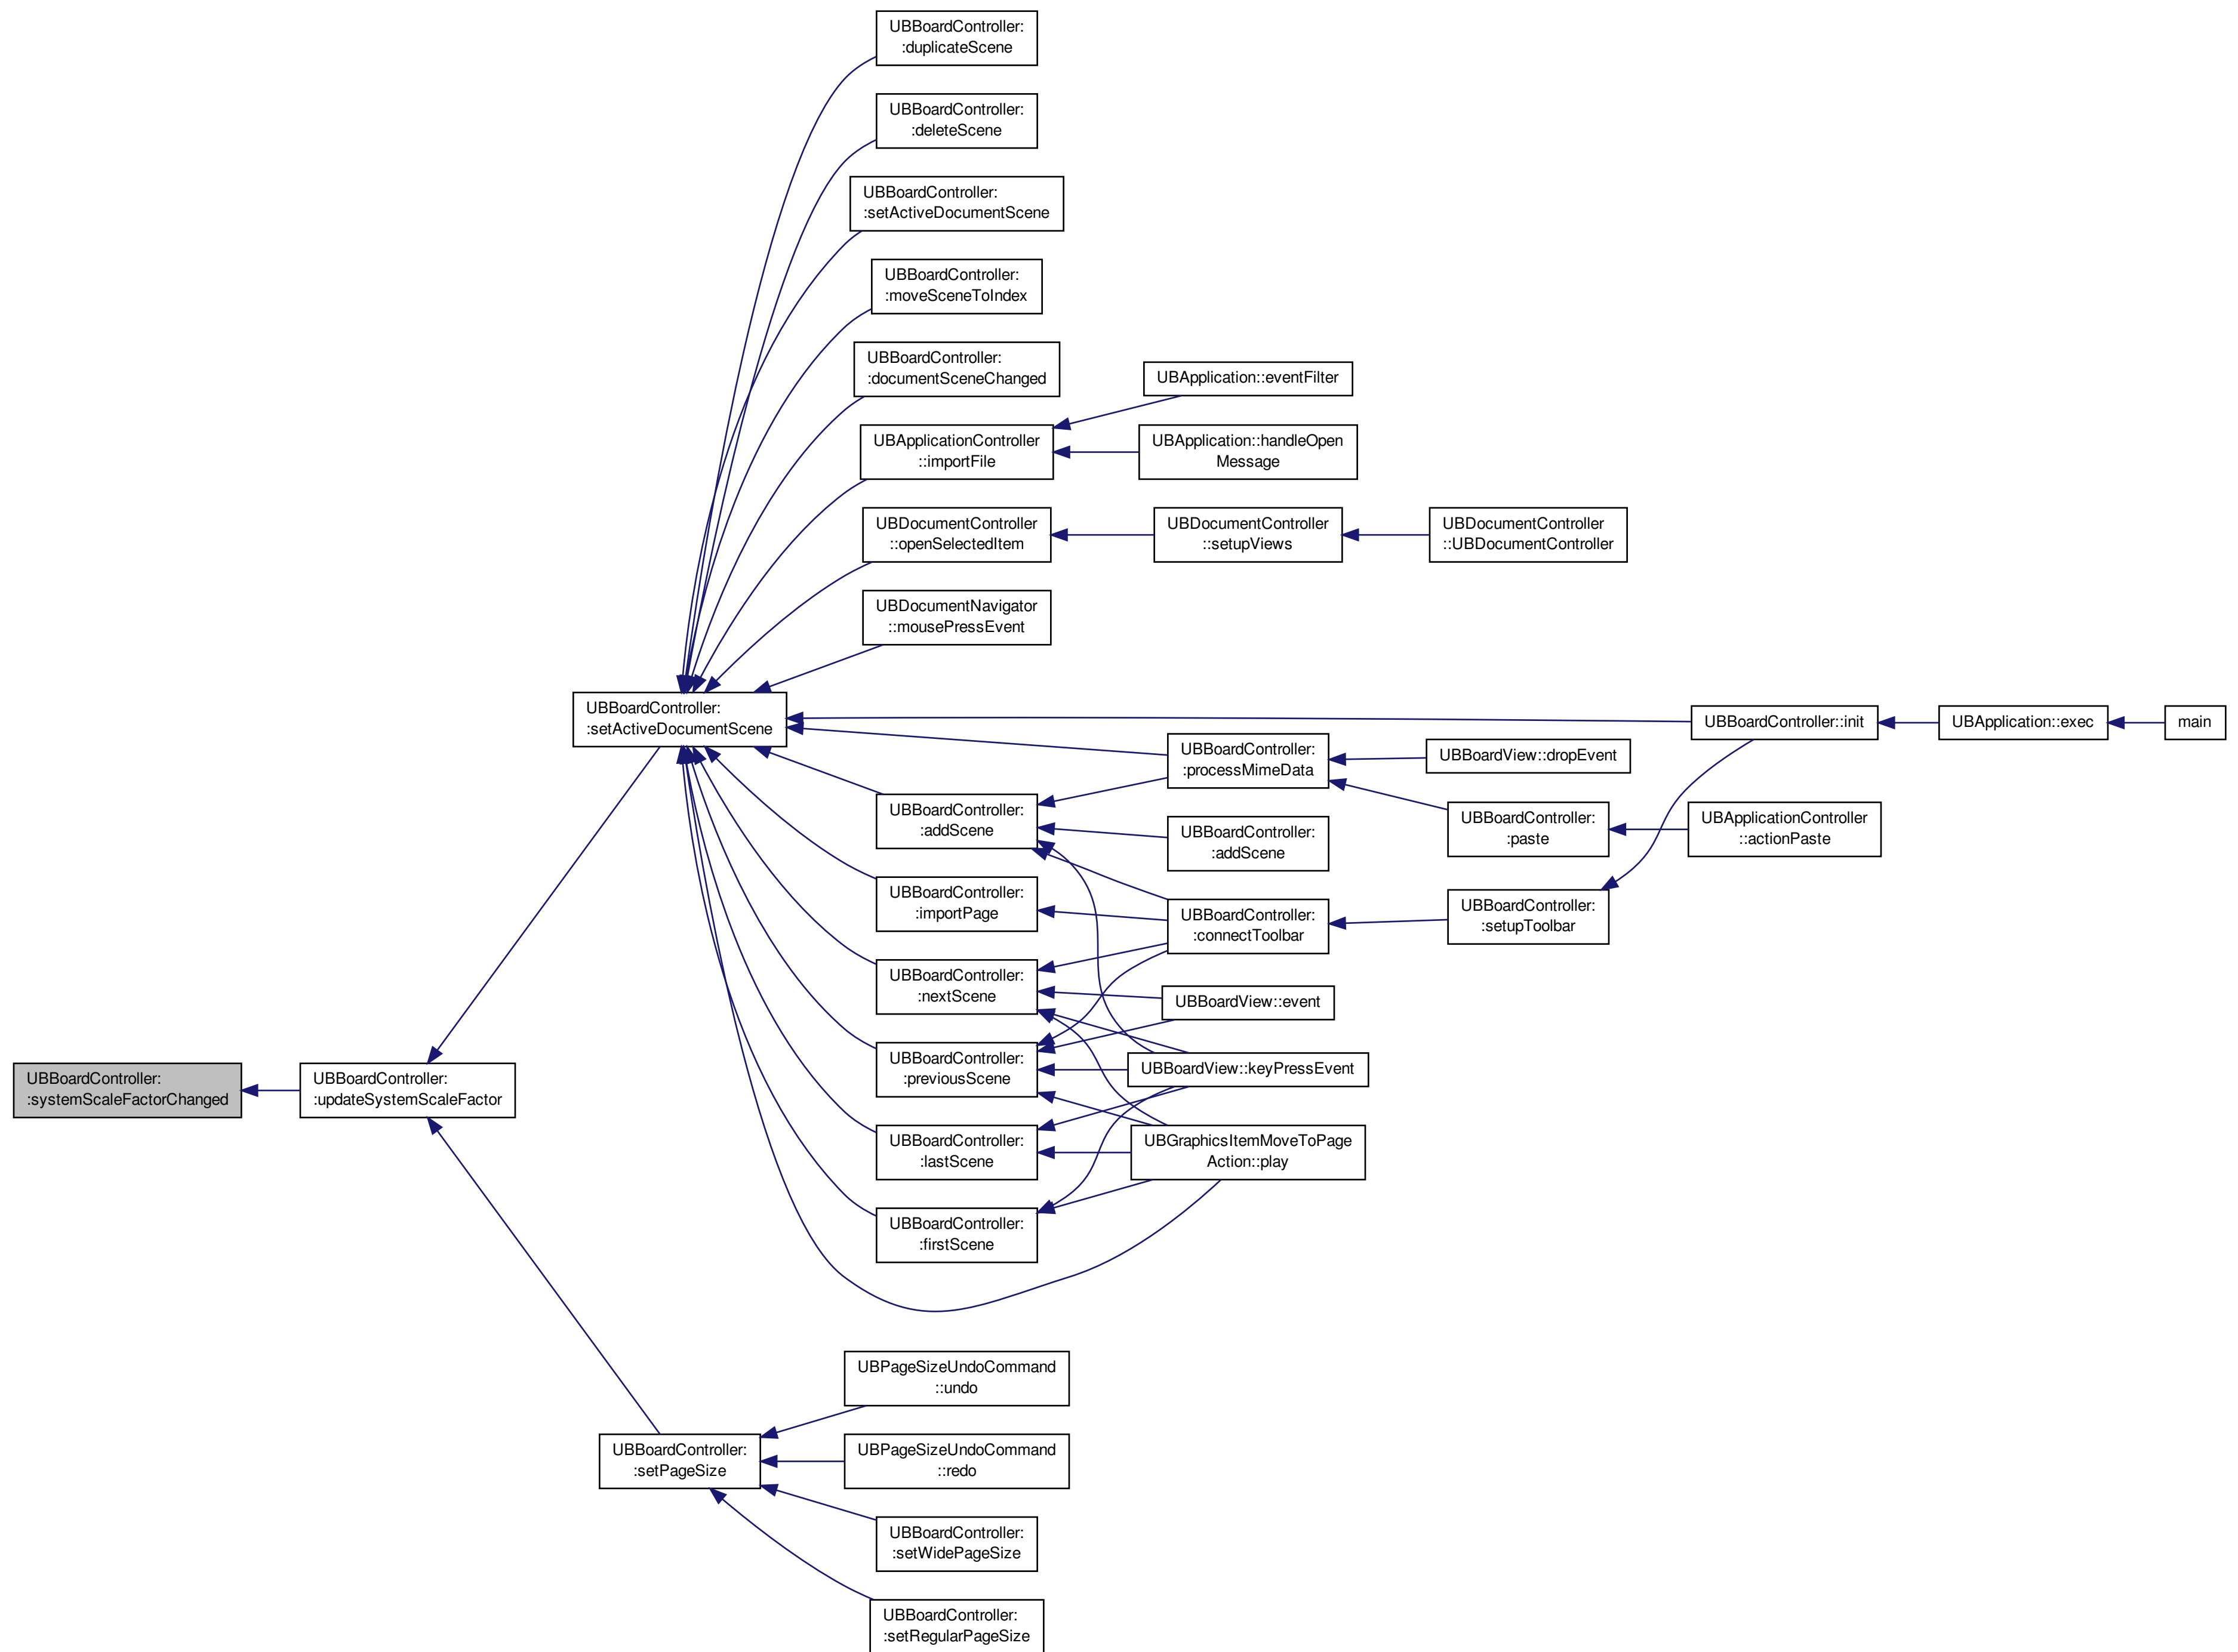 UBBoardController:
:duplicateScene
UBBoardController:
:deleteScene
UBBoardController:
:setActiveDocumentScene
UBBoardController:
:moveSceneToIndex
UBBoardController:
:documentSceneChanged
UBApplication::eventFilter
UBApplicationController
::importFile
UBApplication::handleOpen
Message
UBDocumentController
::openSelectedItem
UBDocumentController
::setupViews
UBDocumentController
::UBDocumentController
UBDocumentNavigator
::mousePressEvent
UBBoardController:
:setActiveDocumentScene
UBBoardController::init
UBApplication::exec
main
UBBoardController:
:processMimeData
UBBoardView::dropEvent
UBBoardController:
:addScene
UBBoardController:
:addScene
UBBoardController:
:paste
UBApplicationController
::actionPaste
UBBoardController:
:importPage
UBBoardController:
:connectToolbar
UBBoardController:
:setupToolbar
UBBoardController:
:nextScene
UBBoardView::event
UBBoardController:
:systemScaleFactorChanged
UBBoardController:
:updateSystemScaleFactor
UBBoardController:
:previousScene
UBBoardView::keyPressEvent
UBBoardController:
:lastScene
UBGraphicsItemMoveToPage
Action::play
UBBoardController:
:firstScene
UBPageSizeUndoCommand
::undo
UBBoardController:
:setPageSize
UBPageSizeUndoCommand
::redo
UBBoardController:
:setWidePageSize
UBBoardController:
:setRegularPageSize